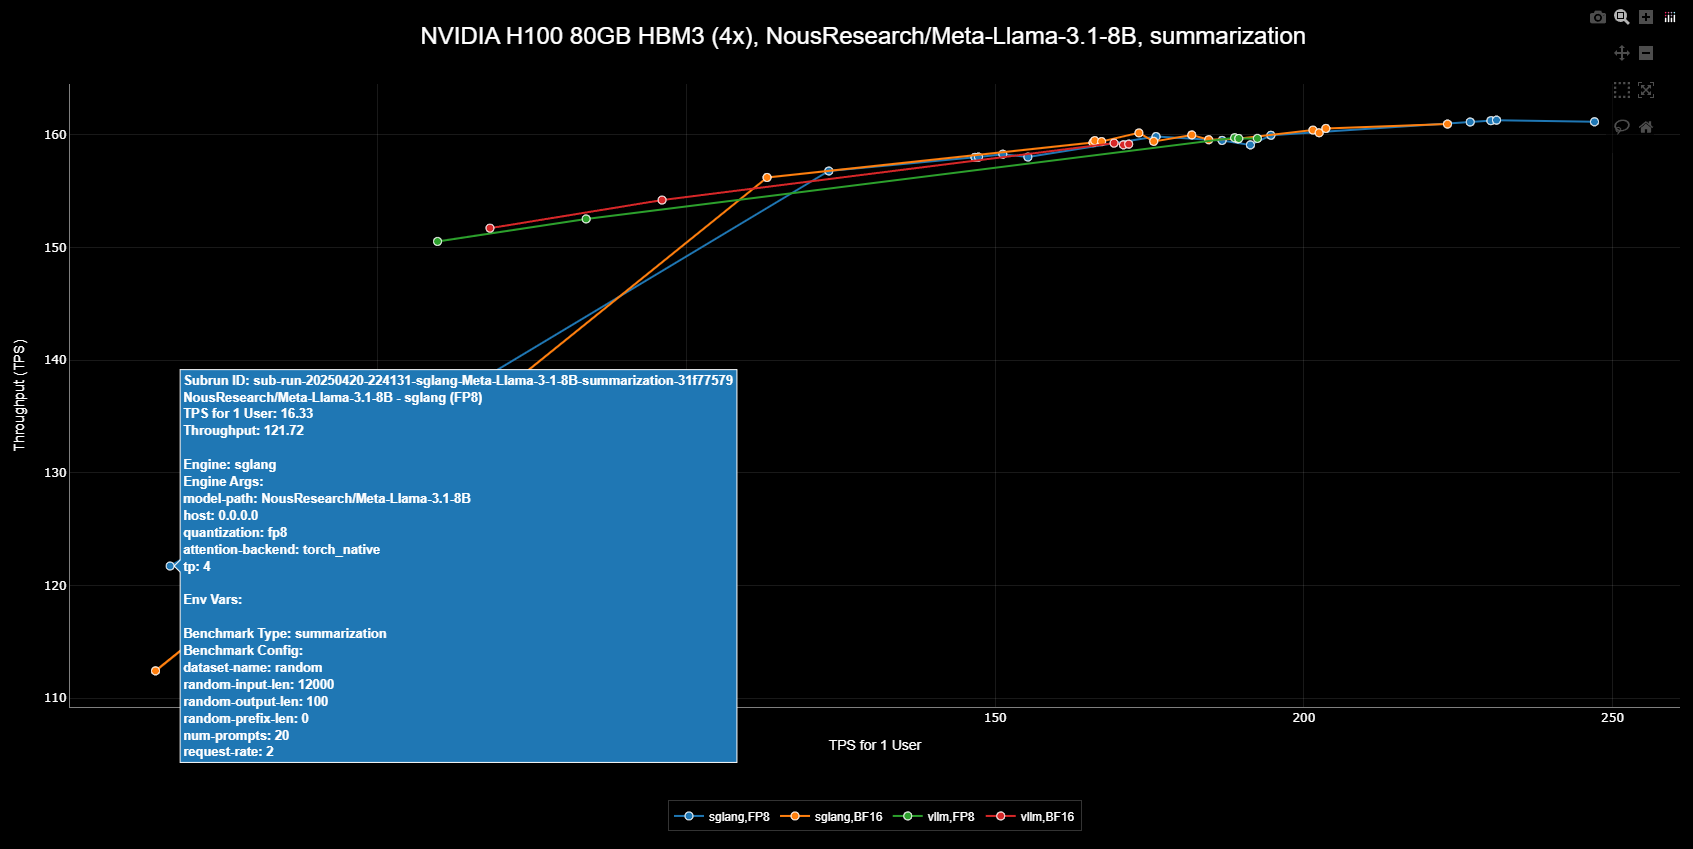 NVIDIA H100 80GB HBM3 (4x), NousResearch/Meta-Llama-3.1-8B, summarization
160
150
140
130
120
110
Throughput (TPS)
Subrun ID: sub-run-20250420-224131-sglang-Meta-Llama-3-1-8B-summarization-31f77579
NousResearch/Meta-Llama-3.1-8B - sglang (FP8)
TPS for 1 User: 16.33
Throughput: 121.72
Engine: sglang
Engine Args:
model-path: NousResearch/Meta-Llama-3.1-8B
host: 0.0.0.0
quantization: fp8
attention-backend: torch_native
tp: 4
Env Vars:
Benchmark Type: summarization
Benchmark Config:
dataset-name: random
random-input-len: 12000
random-output-len: 100
random-prefix-len: 0
num-prompts: 20
request-rate: 2
150
200
250
TPS for 1 User
sglang,FP8
sglang,BF16
vllm,FP8
vllm,BF16